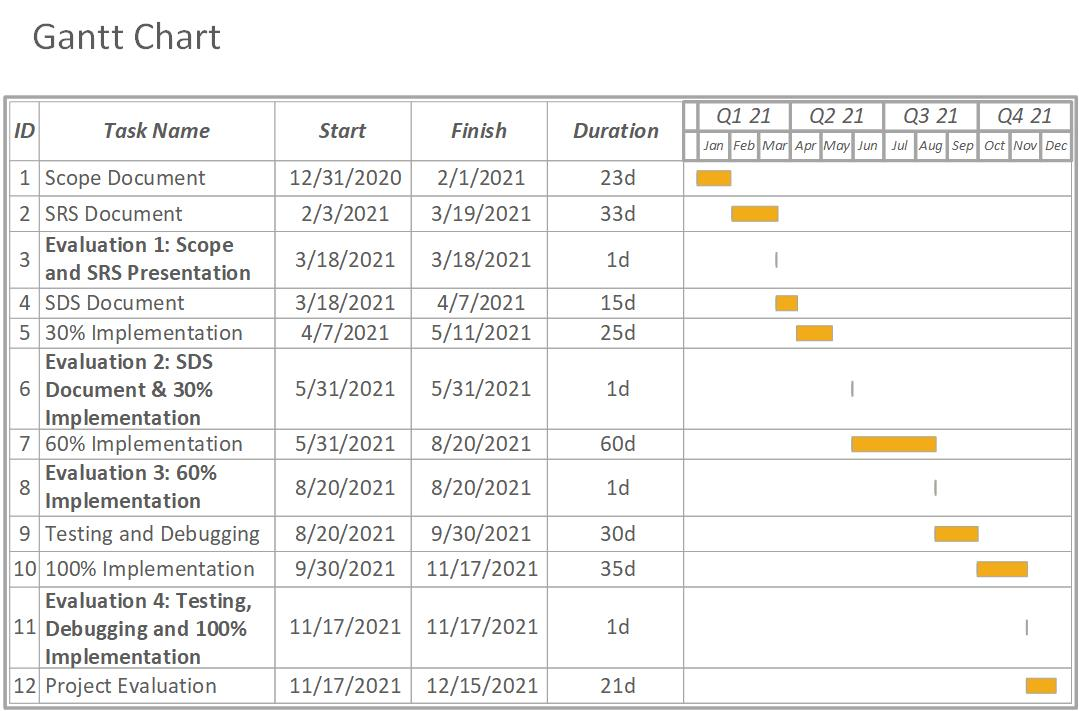 Gantt Chart
ID Task Name Start Finish Duration Q1 21 Q2 21 Q3 21 Q4 21
Jan Feb Mar Apr May Jun Jul Aug Sep Oct Nov Dec
1 Scope Document 12/31/2020 2/1/2021 23d
2 SRS Document 2/3/2021 3/19/2021 33d
3 Evaluation 1: Scope
and SRS Presentation 3/18/2021 3/18/2021 1d
4 SDS Document 3/18/2021 4/7/2021 15d
5 30% Implementation 4/7/2021 5/11/2021 25d
6 Evaluation 2: SDS
Document & 30%
Implementation 5/31/2021 5/31/2021 1d
7 60% Implementation 5/31/2021 8/20/2021 60d
8 Evaluation 3: 60%
Implementation 8/20/2021 8/20/2021 1d
9 Testing and Debugging 8/20/2021 9/30/2021 30d
10 100% Implementation 9/30/2021 11/17/2021 35d
11 Evaluation 4: Testing,
Debugging and 100%
Implementation 11/17/2021 11/17/2021 1d
12 Project Evaluation 11/17/2021 12/15/2021 21d